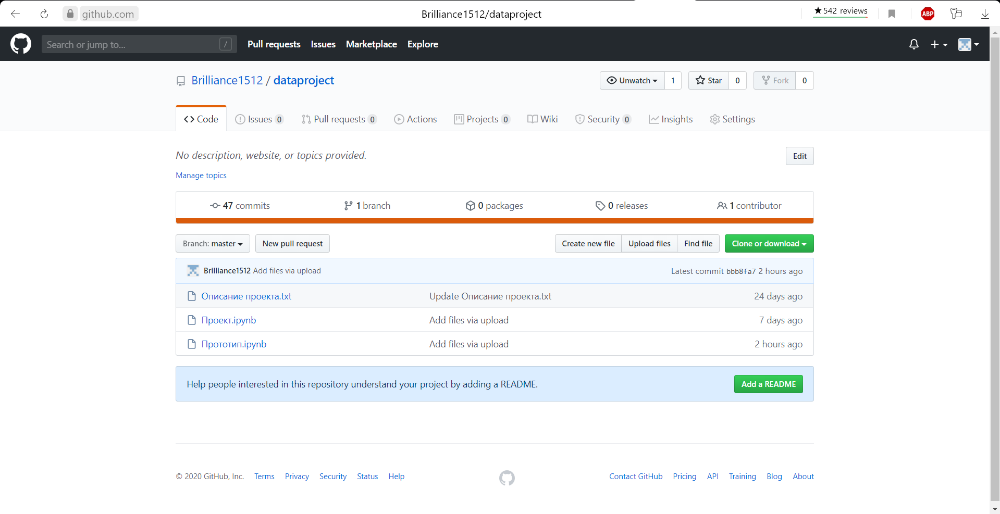 github.com
Brilliance1512/dataproject
★542 reviews
ABP
Search or jump to... /
Pull requests Issues Marketplace Explore
Brilliance1512 / dataproject
Unwatch 1 Star 0 Fork 0
Code Issues 0 Pull requests 0 Actions Projects 0 Wiki Security 0 Insights Settings
No description, website, or topics provided.
Edit
Manage topics
47 commits 1 branch 0 packages 0 releases 1 contributor
Branch: master New pull request Create new file Upload files Find file Clone or download
Brilliance1512 Add files via upload Latest commit bbb8fa7 2 hours ago
Описание проекта.txt Update Описание проекта.txt 24 days ago
Проект.ipynb Add files via upload 7 days ago
Прототип.ipynb Add files via upload 2 hours ago
Help people interested in this repository understand your project by adding a README. Add a README
© 2020 GitHub, Inc. Terms Privacy Security Status Help Contact GitHub Pricing API Training Blog About